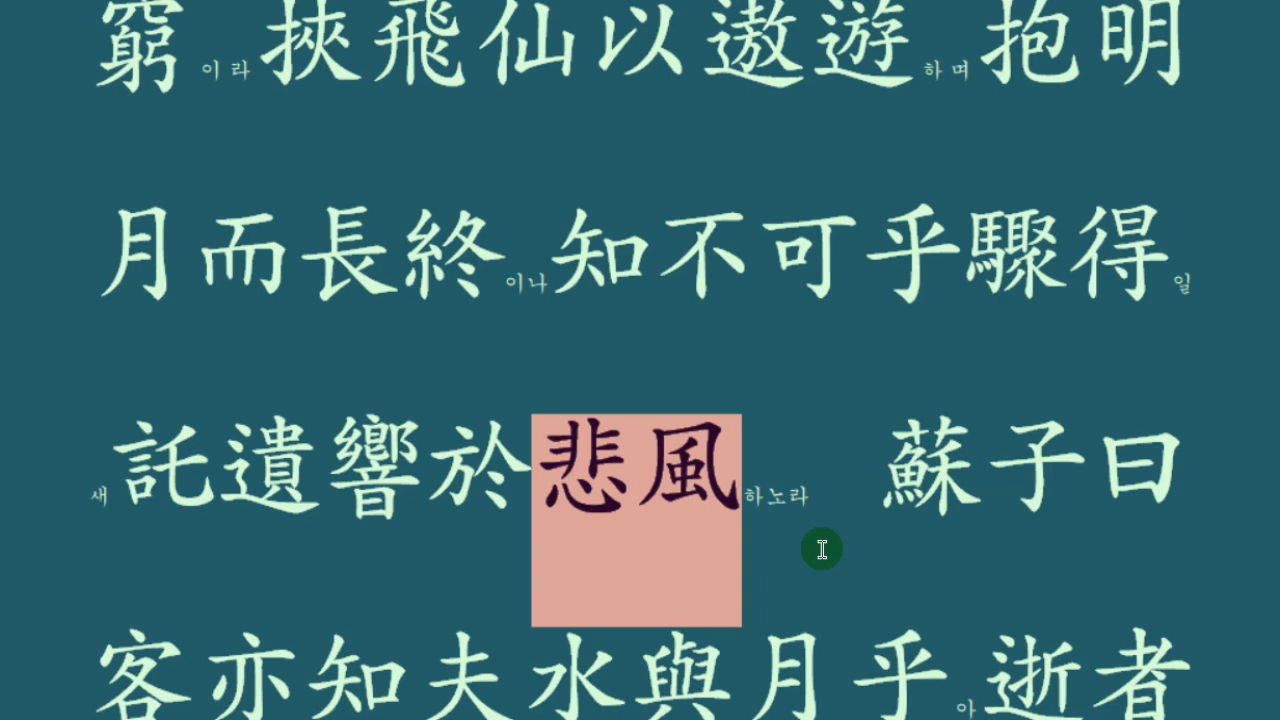 窮이라挾飛仙以遨遊하며抱明
月而長終이나知不可乎驟得일
새託遺響於悲風하노라 蘇子曰
客亦知夫水與月乎아逝者